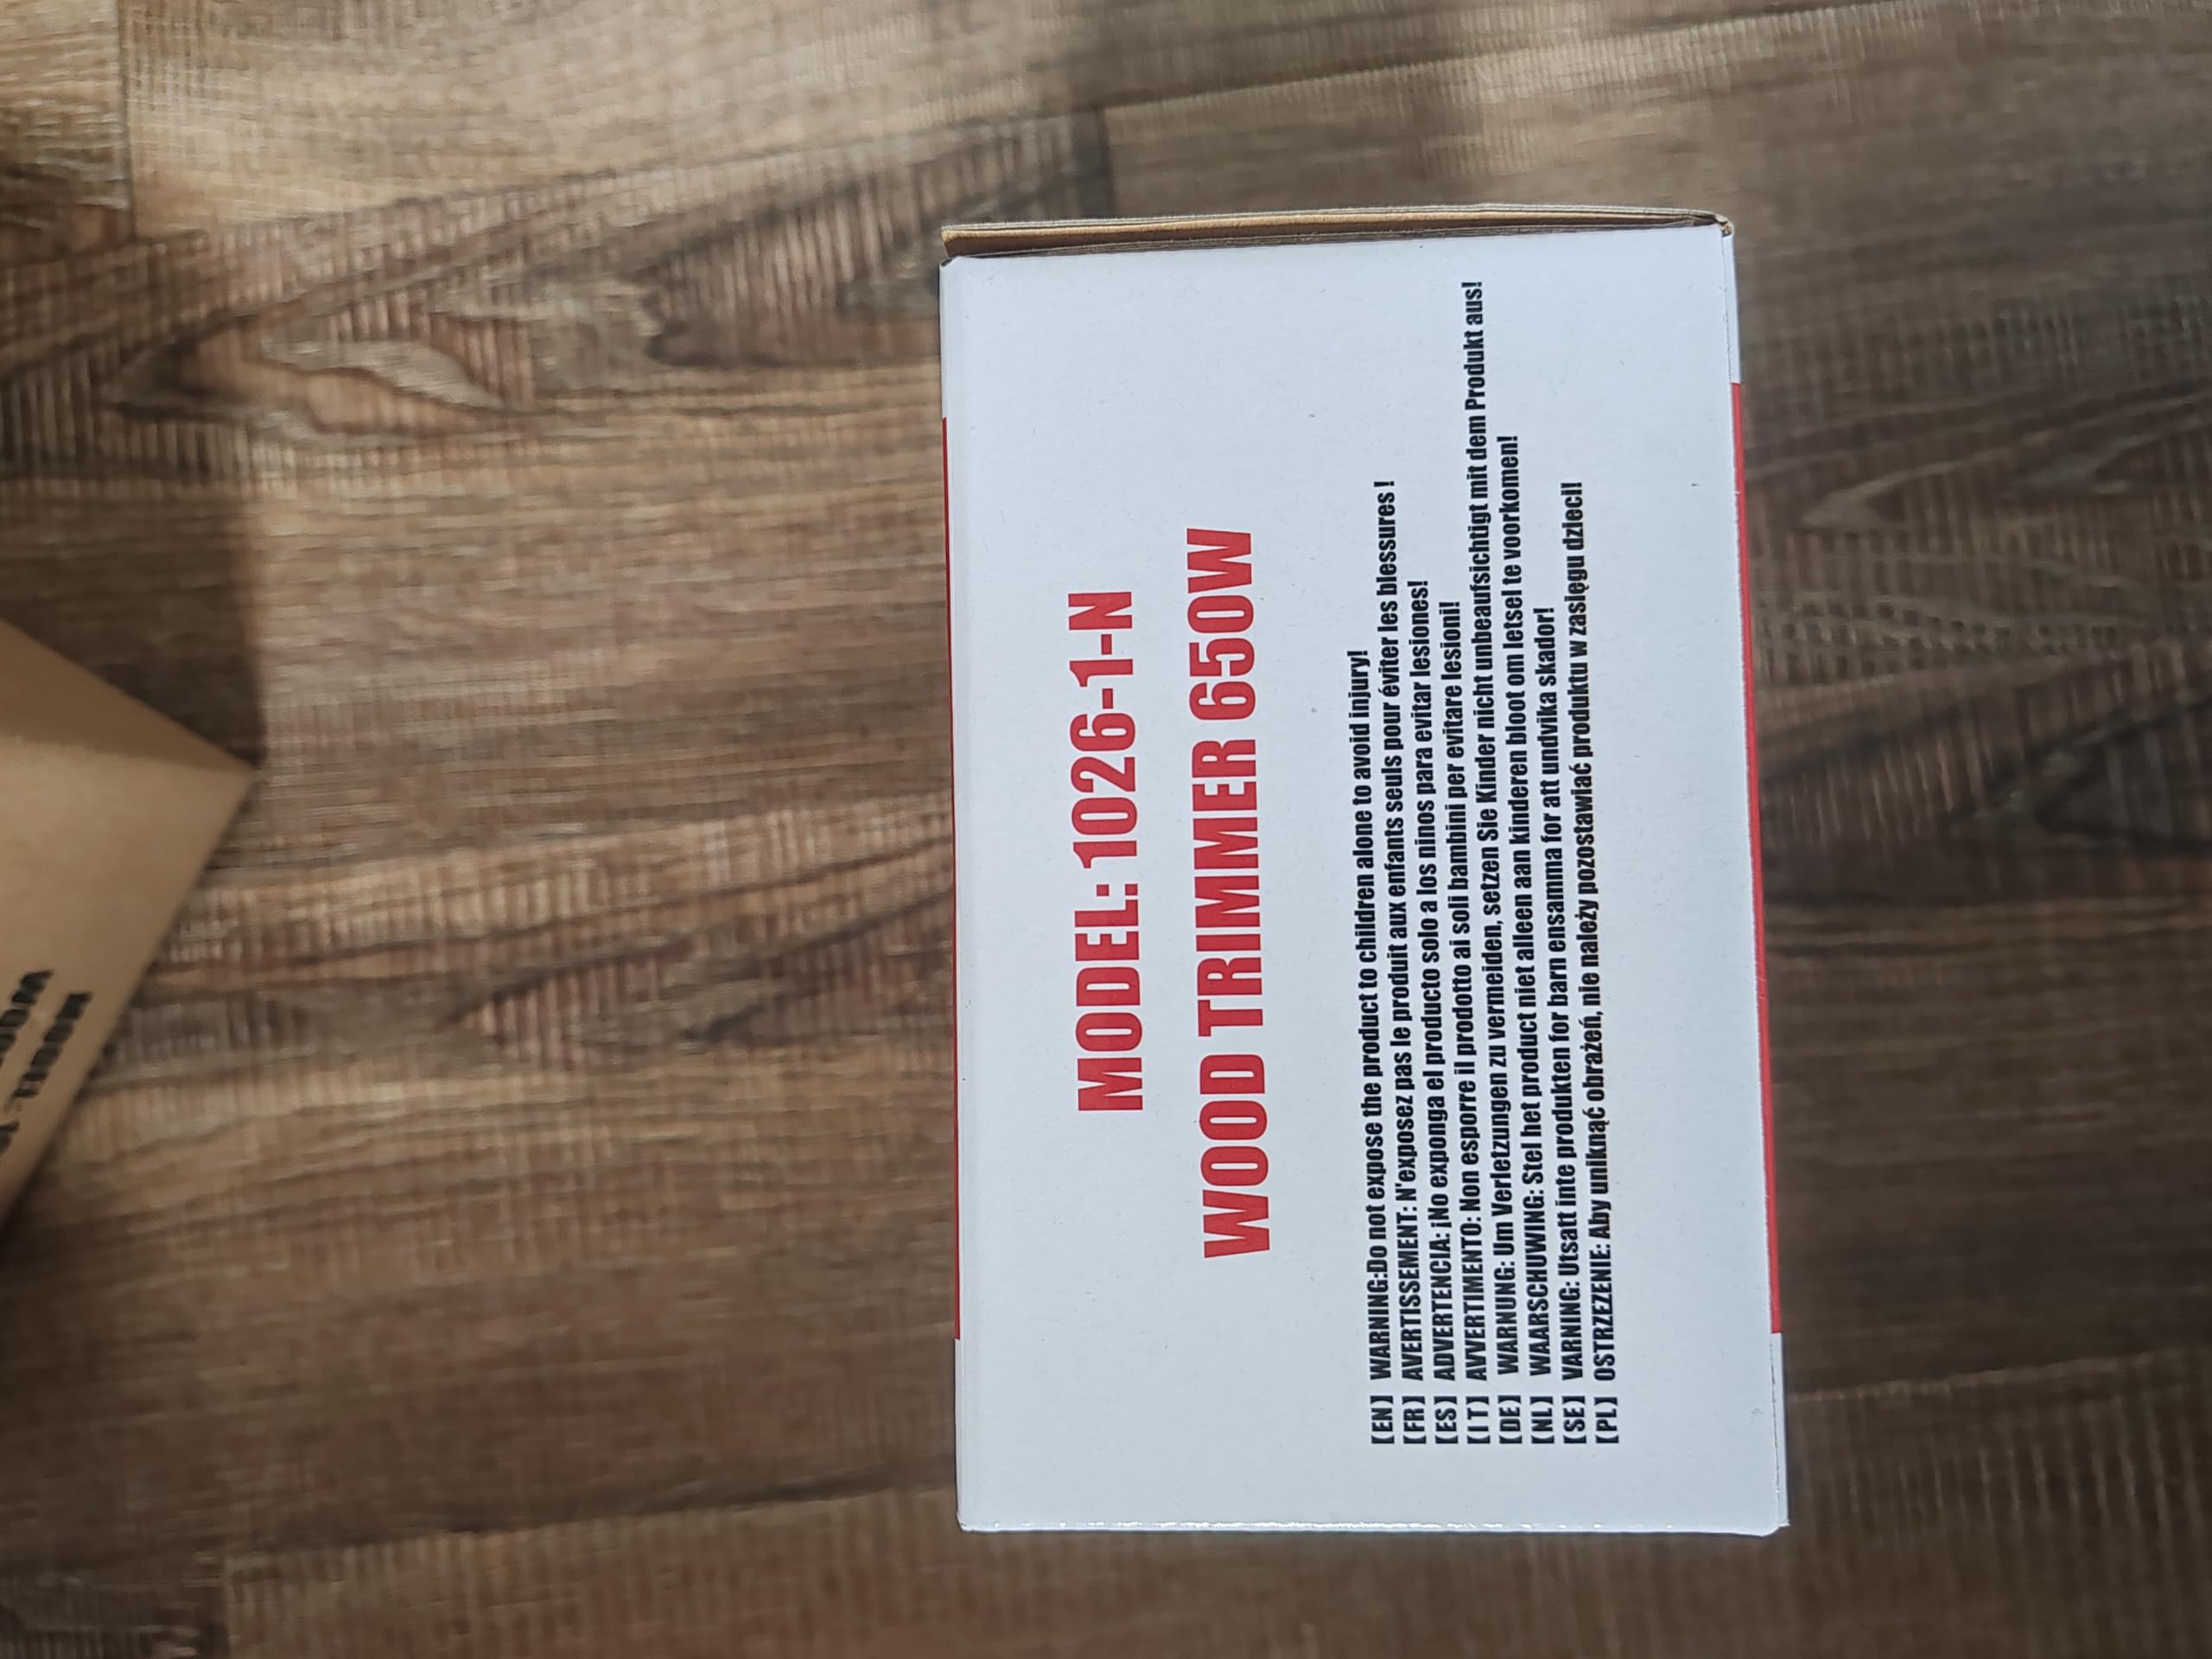 MODEL: 1026-1-N
WOOD TRIMMER 650W
【EN】 WARNING:Do not expose the product to children alone to avoid injury!
【FR】 AVERTISSEMENT: N'exposez pas le produit aux enfants seuls pour éviter les blessures !
【ES】 ADVERTENCIA: ¡No exponga el producto solo a los ninos para evitar lesiones!
【IT】 AVVERTIMENTO: Non esporre il prodotto ai soli bambini per evitare lesioni!
【DE】 WARNUNG: Um Verletzungen zu vermeiden, setzen Sie Kinder nicht unbeaufsichtigt mit dem Produkt aus!
【NL】 WAARSCHUWING: Stel het product niet alleen aan kinderen bloot om letsel te voorkomen!
【SE】 VARNING: Utsatt inte produkten for barn ensamma for att undvika skador!
【PL】 OSTRZEZENIE: Aby uniknąć obrażeń, nie należy pozostawiać produktu w zasięgu dzieci!